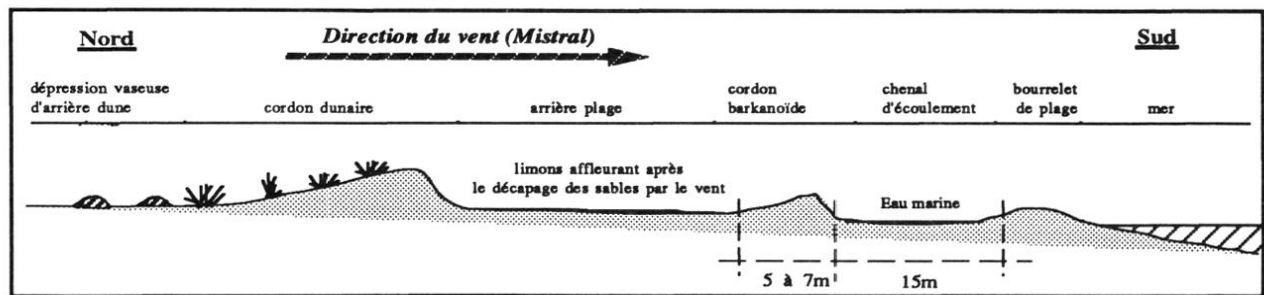 Nord
Direction du vent (Mistral)
Sud
dépression vaseuse
d'arrière dune
cordon dunaire
arrière plage
cordon
barkanoïde
chenal
d'écoulement
bourrelet
de plage
mer
limons affleurant après
le décapage des sables par le vent
Eau marine
5 à 7m
15m